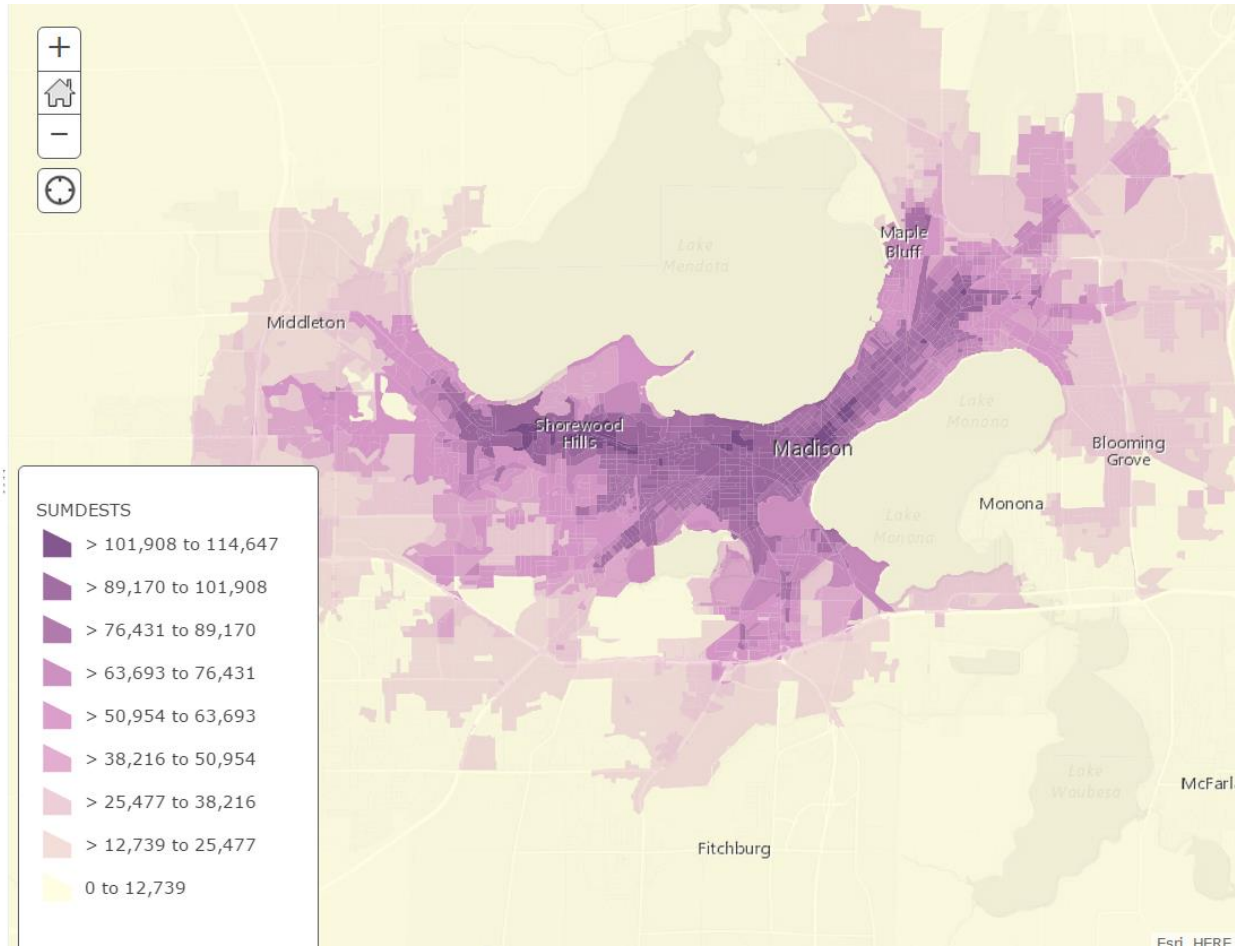 +
−
Lake
Mendota
Maple
Bluff
Middleton
Shorewood
Hills
Madison
Lake
Monona
Blooming
Grove
Monona
Lake
Monona
SUMDESTS
> 101,908 to 114,647
> 89,170 to 101,908
> 76,431 to 89,170
> 63,693 to 76,431
> 50,954 to 63,693
> 38,216 to 50,954
> 25,477 to 38,216
> 12,739 to 25,477
0 to 12,739
Lake
Waubesa
McFarl
Fitchburg
Esri, HERE